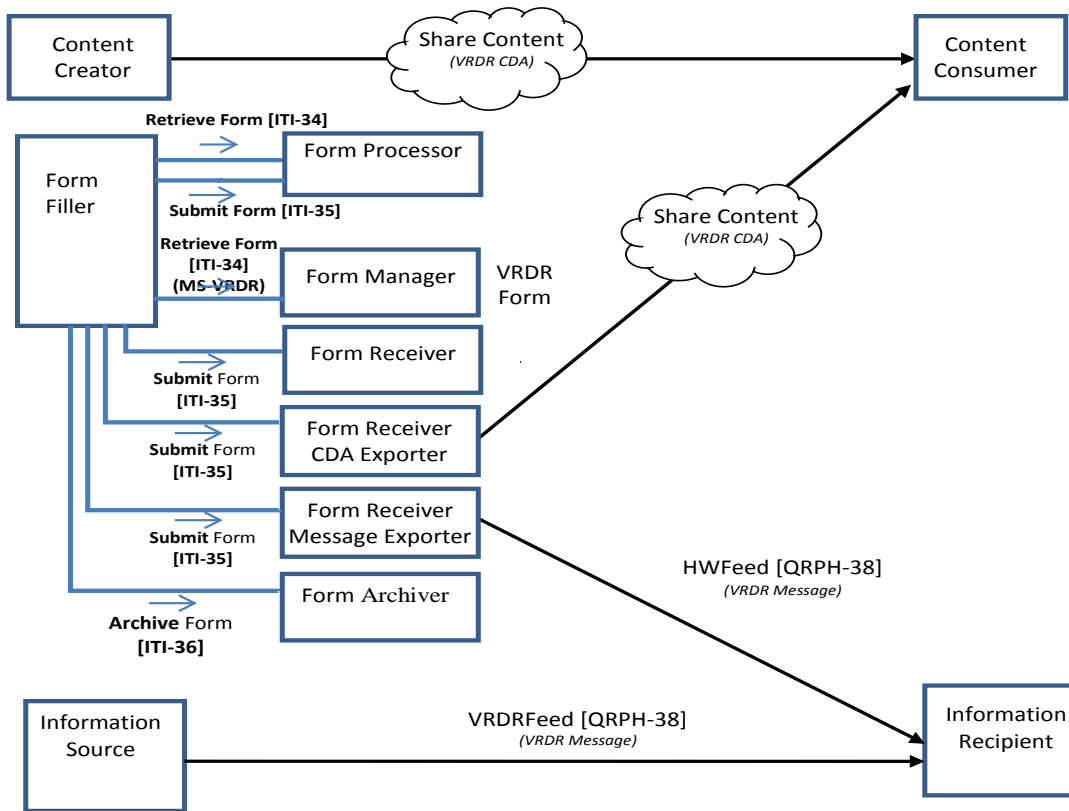 Content
Creator
Share Content
(VRDR CDA)
Content
Consumer
Retrieve Form [ITI-34]
Form
Filler
Form Processor
Submit Form [ITI-35]
Share Content
(VRDR CDA)
Retrieve Form
[ITI-34]
(MS-VRDR)
Form Manager
VRDR
Form
Form Receiver
Submit Form
[ITI-35]
Form Receiver
CDA Exporter
Submit Form
[ITI-35]
Form Receiver
Message Exporter
Submit Form
[ITI-35]
HWFeed [QRPH-38]
(VRDR Message)
Form Archiver
Archive Form
[ITI-36]
Information
Source
VRDRFeed [QRPH-38]
(VRDR Message)
Information
Recipient